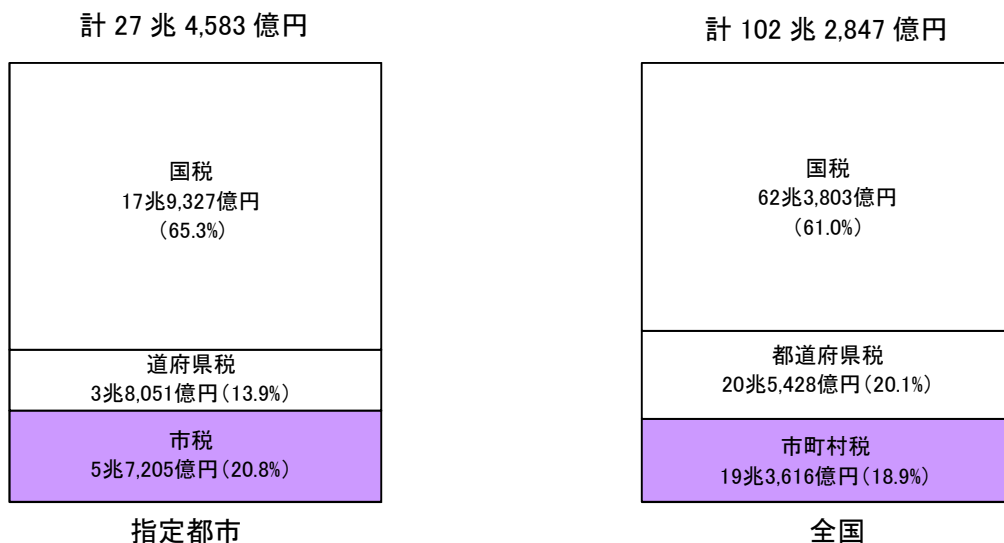 計 27 兆 4,583 億円
国税
17兆9,327億円
(65.3%)
道府県税
3兆8,051億円(13.9%)
市税
5兆7,205億円(20.8%)
指定都市
計 102 兆 2,847 億円
国税
62兆3,803億円
(61.0%)
都道府県税
20兆5,428億円(20.1%)
市町村税
19兆3,616億円(18.9%)
全国